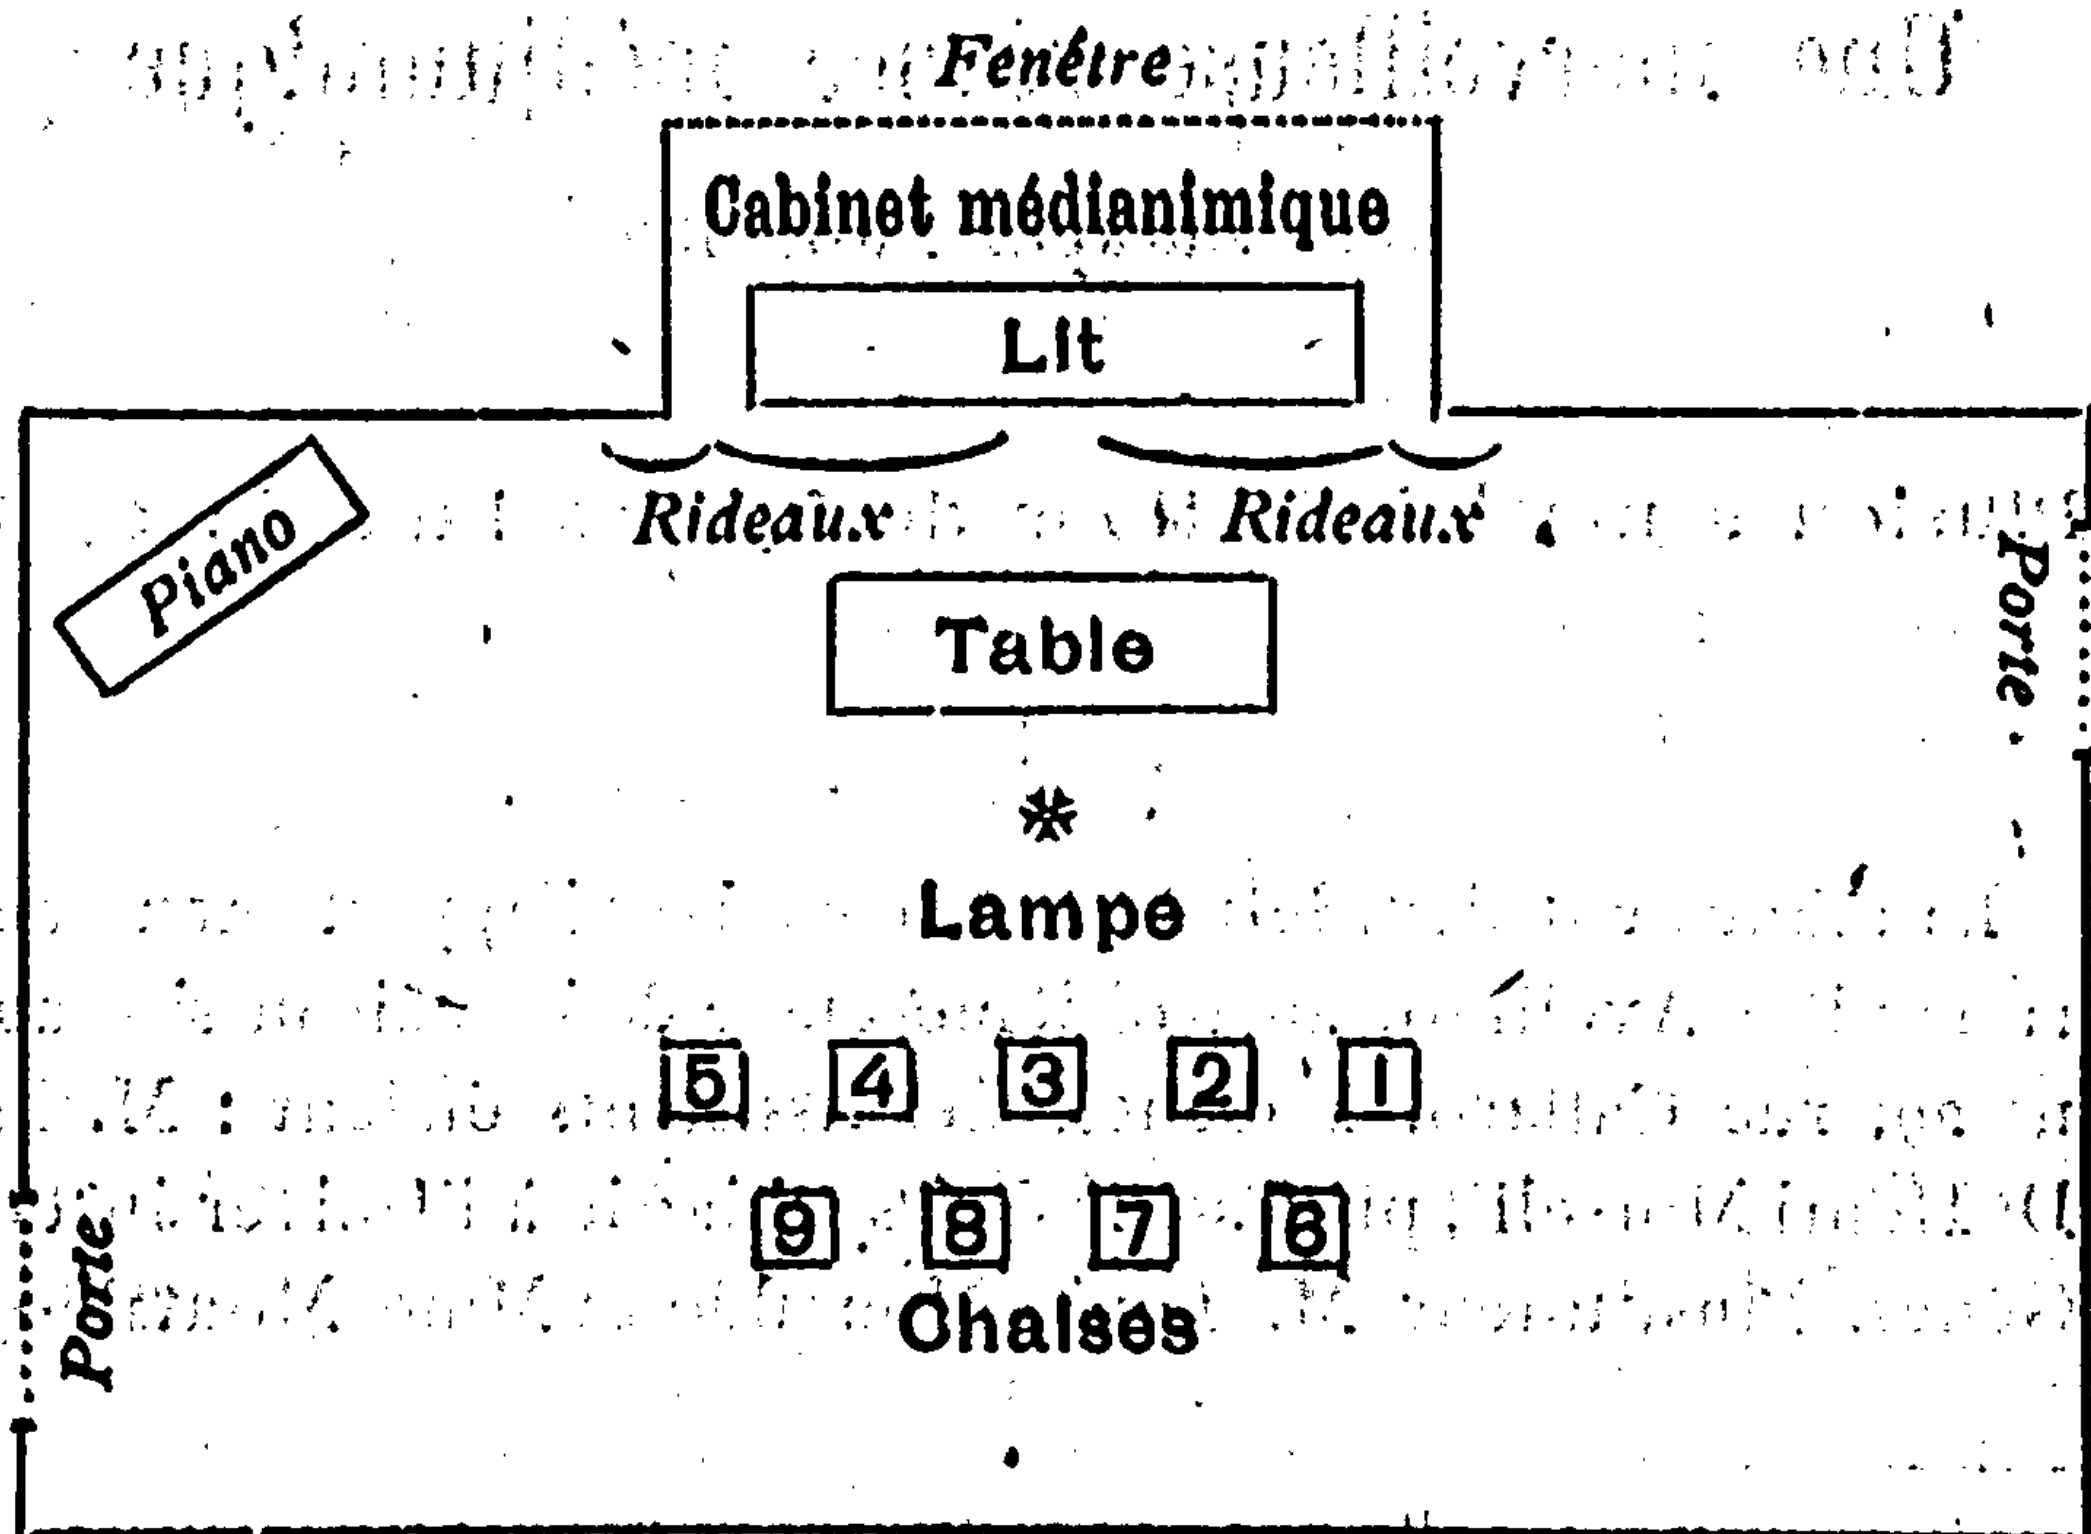 Fenêtre
Cabinet médianimique
Lit
Rideaux Rideaux
Piano
Porte
Table
Lampe
5 4 3 2 1
9 8 7 6
Chaises
Porte